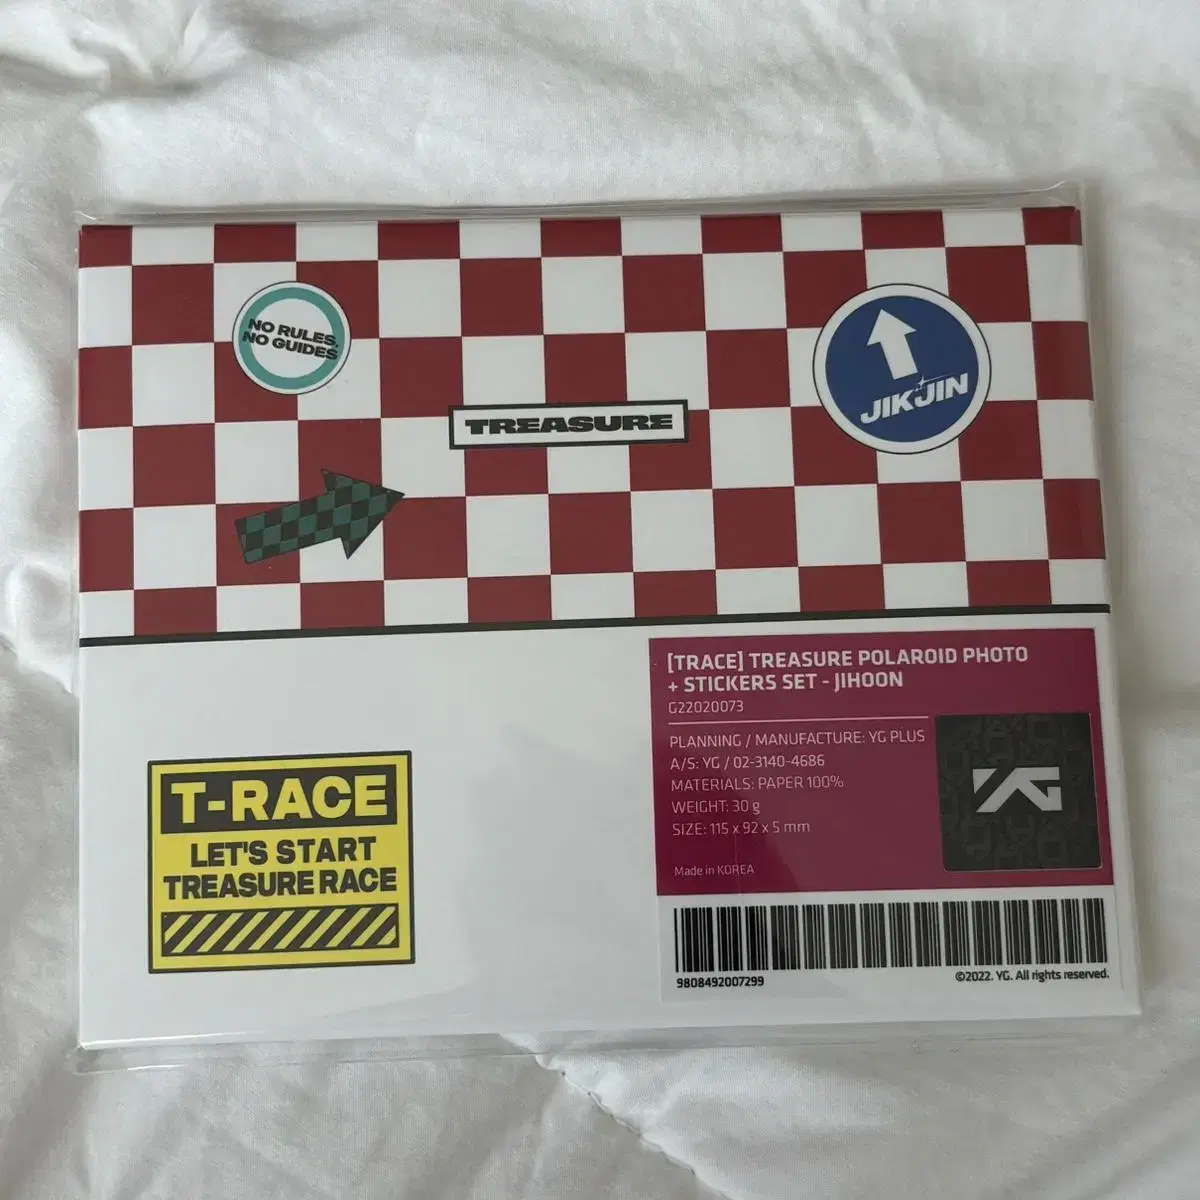 NO RULES,
NO GUIDES
JIKJIN
TREASURE
[TRACE] TREASURE POLAROID PHOTO
+ STICKERS SET - JIHOON
G22020073
PLANNING / MANUFACTURE: YG PLUS
A/S: YG / 02-3140-4686
MATERIALS: PAPER 100%
WEIGHT: 30 g
SIZE: 115 x 92 x 5 mm
Made in KOREA
YG
T-RACE
LET'S START
TREASURE RACE
9808492007299
©2022. YG. All rights reserved.